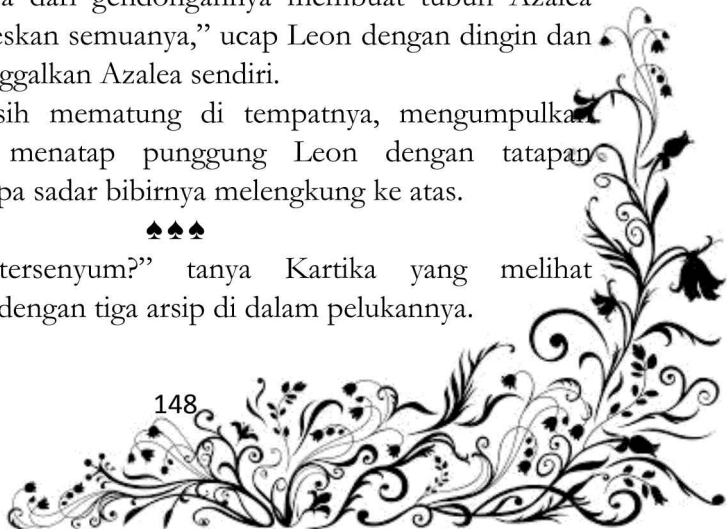 dari gendongannya membuat tubuh Azalea
eskan semuanya,” ucap Leon dengan dingin dan
ggalkan Azalea sendiri.
sih mematung di tempatnya, mengumpulkan
menatap punggung Leon dengan tatapan
pa sadar bibirnya melengkung ke atas.
♠♠♠
tersenyum?” tanya Kartika yang melihat
dengan tiga arsip di dalam pelukannya.
148